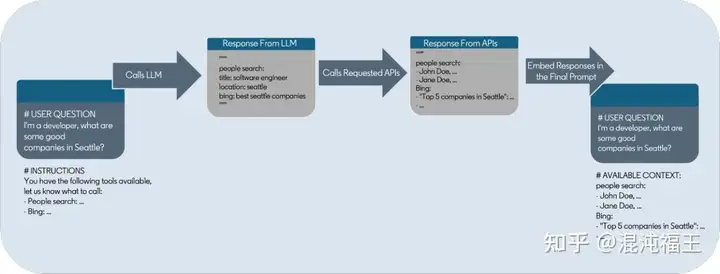 # USER QUESTION
I'm a developer, what are
some good
companies in Seattle?
# INSTRUCTIONS
You have the following tools available,
let us know what to call:
- People search: ...
- Bing: ...
Calls LLM
Response From LLM
"""
people search:
title: software engineer
location: seattle
bing: best seattle companies
"""
Calls Requested APIs
Response From APIs
"""
people search:
- John Doe, ...
- Jane Doe, ...
Bing:
- "Top 5 companies in Seattle": ...
- ...
Embed Responses in
the Final Prompt
# USER QUESTION
I'm a developer, what are
some good
companies in Seattle?
# AVAILABLE CONTEXT:
people search:
- John Doe, ...
- Jane Doe, ...
Bing:
- "Top 5 companies in Seattle": ...
知乎 @混沌福王